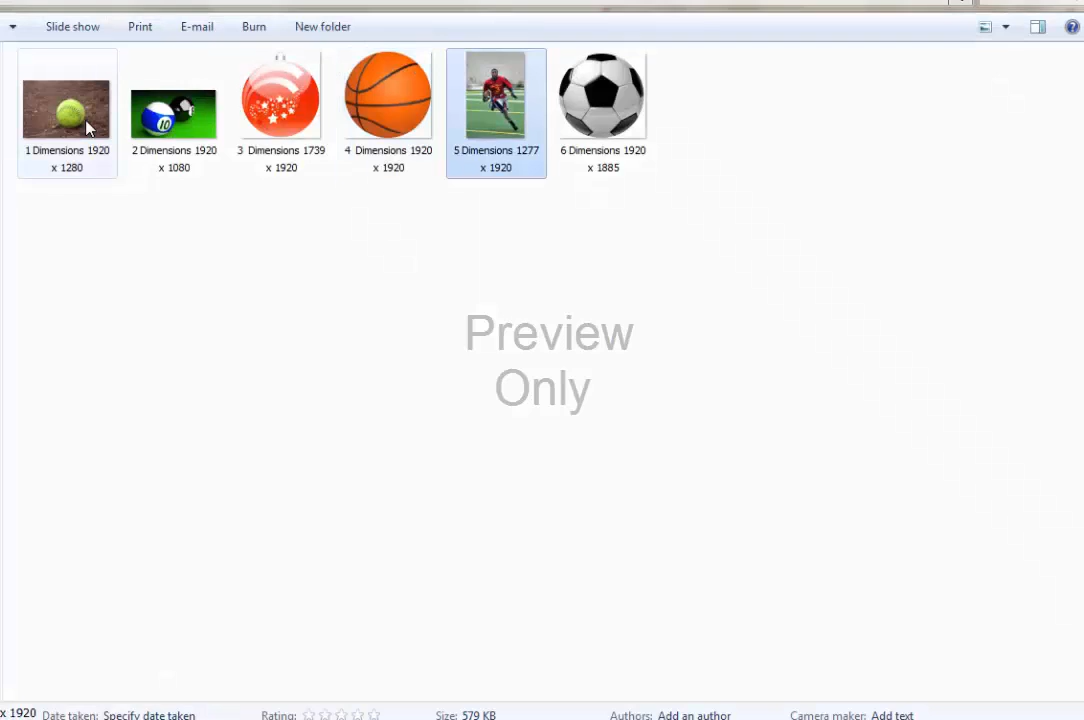 Slide show Print E-mail Burn New folder
1 Dimensions 1920 x 1280
2 Dimensions 1920 x 1080
3 Dimensions 1739 x 1920
4 Dimensions 1920 x 1920
5 Dimensions 1277 x 1920
6 Dimensions 1920 x 1885
10
Preview
Only
x 1920 Date taken: Specify date taken Rating: Size: 579 KB Authors: Add an author Camera maker: Add text